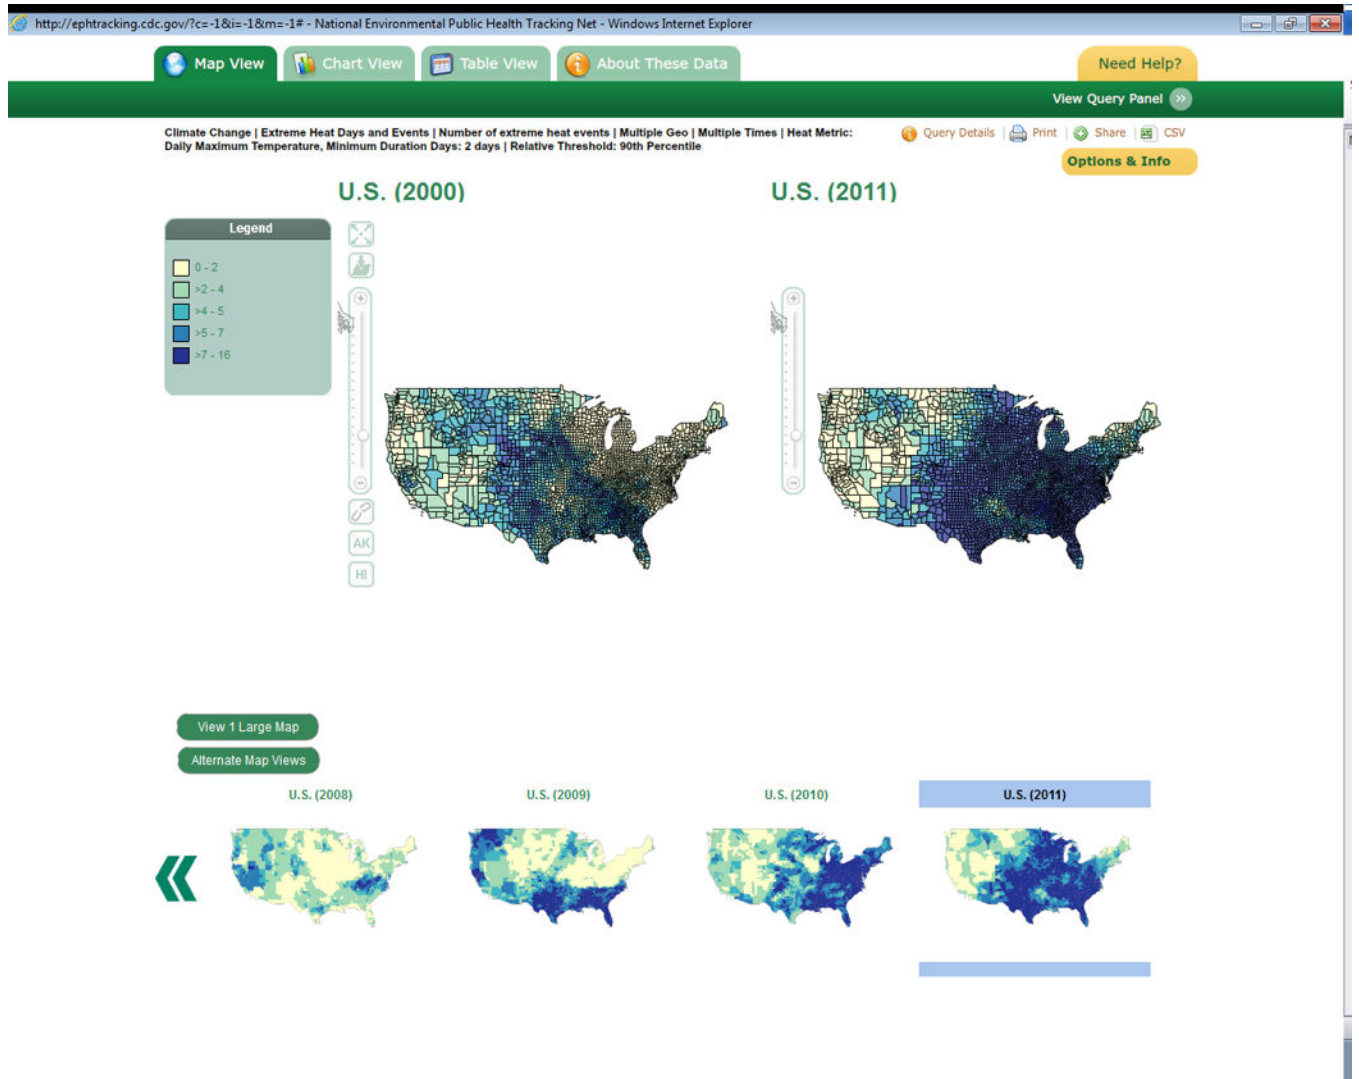 http://ephtracking.cdc.gov/?c=-1&i=-1&m=-1# - National Environmental Public Health Tracking Net - Windows Internet Explorer
Map View
Chart View
Table View
About These Data
Need Help?
View Query Panel
Climate Change | Extreme Heat Days and Events | Number of extreme heat events | Multiple Geo | Multiple Times | Heat Metric:
Daily Maximum Temperature, Minimum Duration Days: 2 days | Relative Threshold: 90th Percentile
Query Details | Print | Share | CSV
Options & Info
U.S. (2000)
U.S. (2011)
Legend
0 - 2
>2 - 4
>4 - 5
>5 - 7
>7 - 16
AK
HI
View 1 Large Map
Alternate Map Views
U.S. (2008)
U.S. (2009)
U.S. (2010)
U.S. (2011)